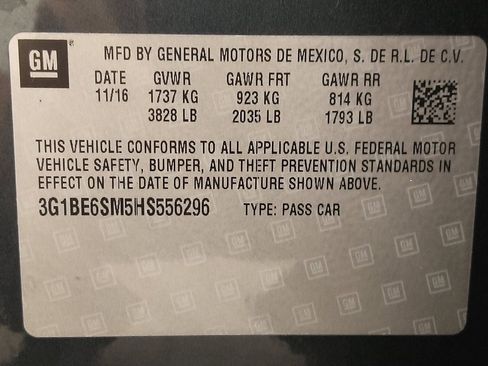 GM MFD BY GENERAL MOTORS DE MEXICO, S. DE R.L. DE C.V.
DATE GVWR GAWR FRT GAWR RR
11/16 1737 KG 923 KG 814 KG
3828 LB 2035 LB 1793 LB
THIS VEHICLE CONFORMS TO ALL APPLICABLE U.S. FEDERAL MOTOR
VEHICLE SAFETY, BUMPER, AND THEFT PREVENTION STANDARDS IN
EFFECT ON THE DATE OF MANUFACTURE SHOWN ABOVE.
3G1BE6SM5HS556296 TYPE: PASS CAR